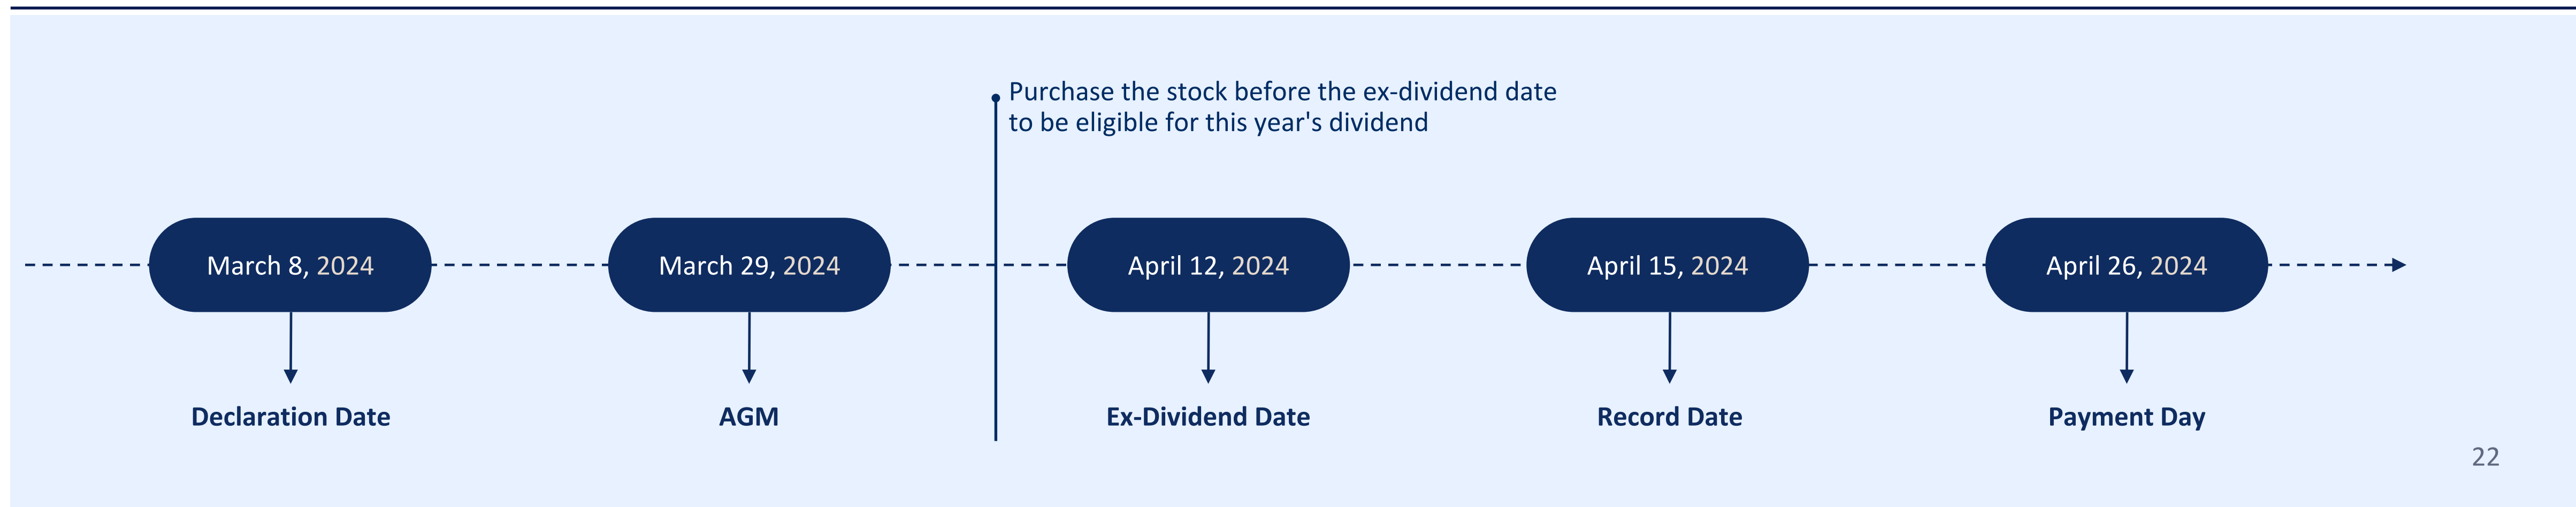 Purchase the stock before the ex-dividend date
to be eligible for this year's dividend
March 8, 2024
March 29, 2024
April 12, 2024
April 15, 2024
April 26, 2024
Declaration Date
AGM
Ex-Dividend Date
Record Date
Payment Day
22